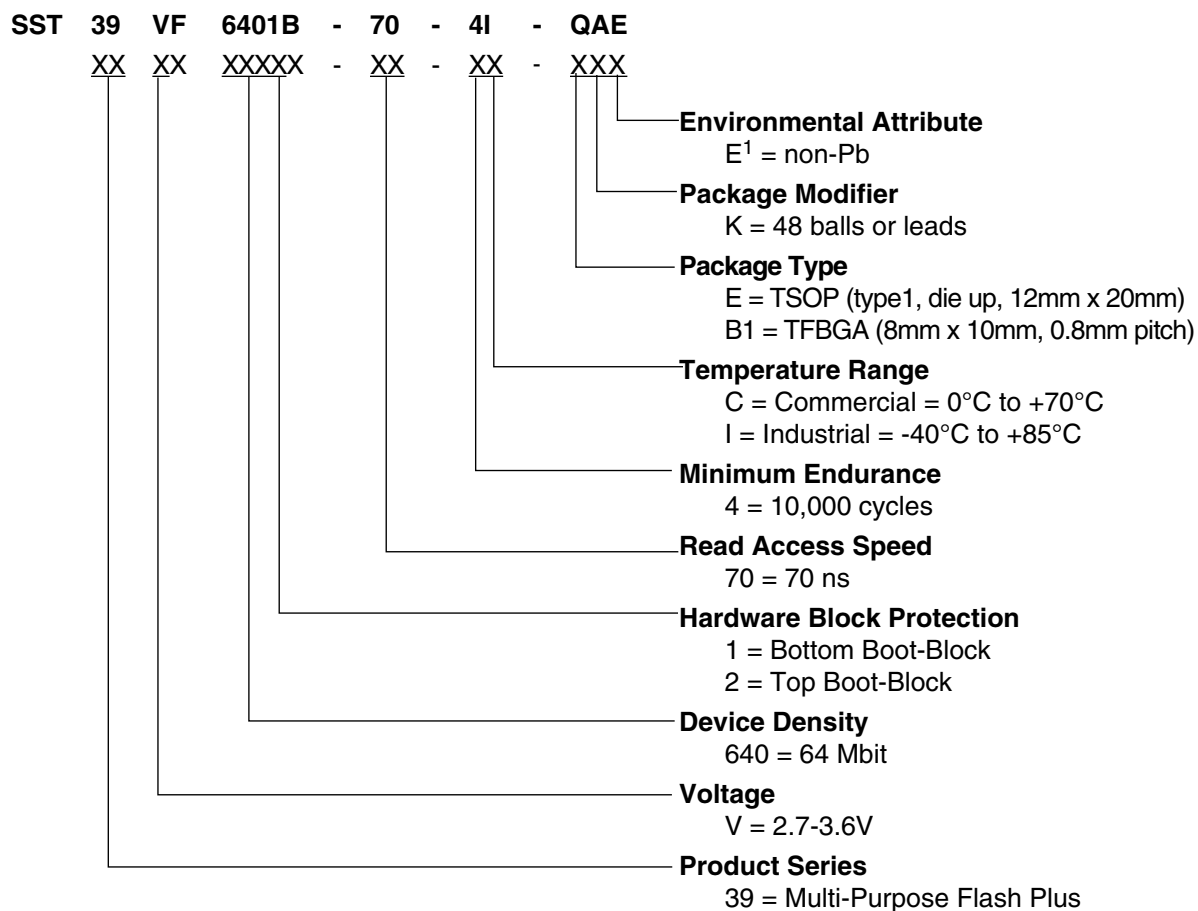 SST 39 VF 6401B - 70 - 4I - QAE
XX XX XXXXX - XX - XX - XXX
Environmental Attribute
E1 = non-Pb
Package Modifier
K = 48 balls or leads
Package Type
E = TSOP (type1, die up, 12mm x 20mm)
B1 = TFBGA (8mm x 10mm, 0.8mm pitch)
Temperature Range
C = Commercial = 0°C to +70°C
I = Industrial = -40°C to +85°C
Minimum Endurance
4 = 10,000 cycles
Read Access Speed
70 = 70 ns
Hardware Block Protection
1 = Bottom Boot-Block
2 = Top Boot-Block
Device Density
640 = 64 Mbit
Voltage
V = 2.7-3.6V
Product Series
39 = Multi-Purpose Flash Plus